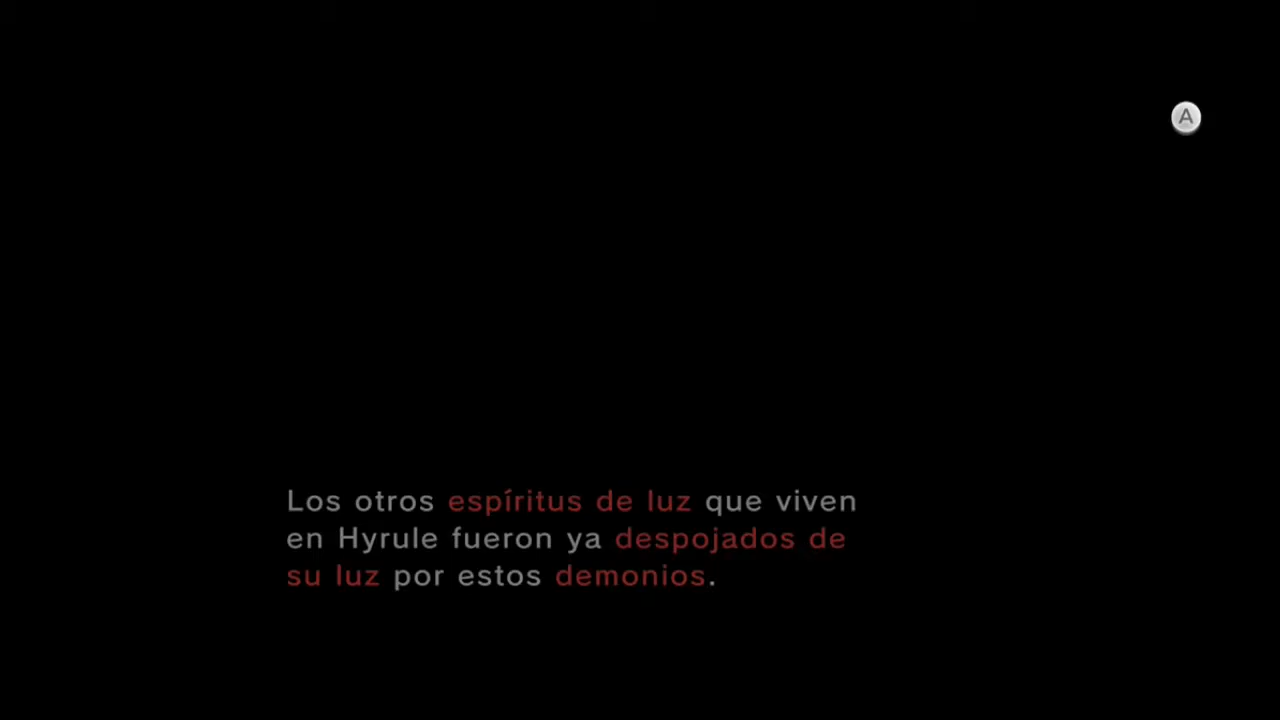 A
Los otros espíritus de luz que viven
en Hyrule fueron ya despojados de
su luz por estos demonios.